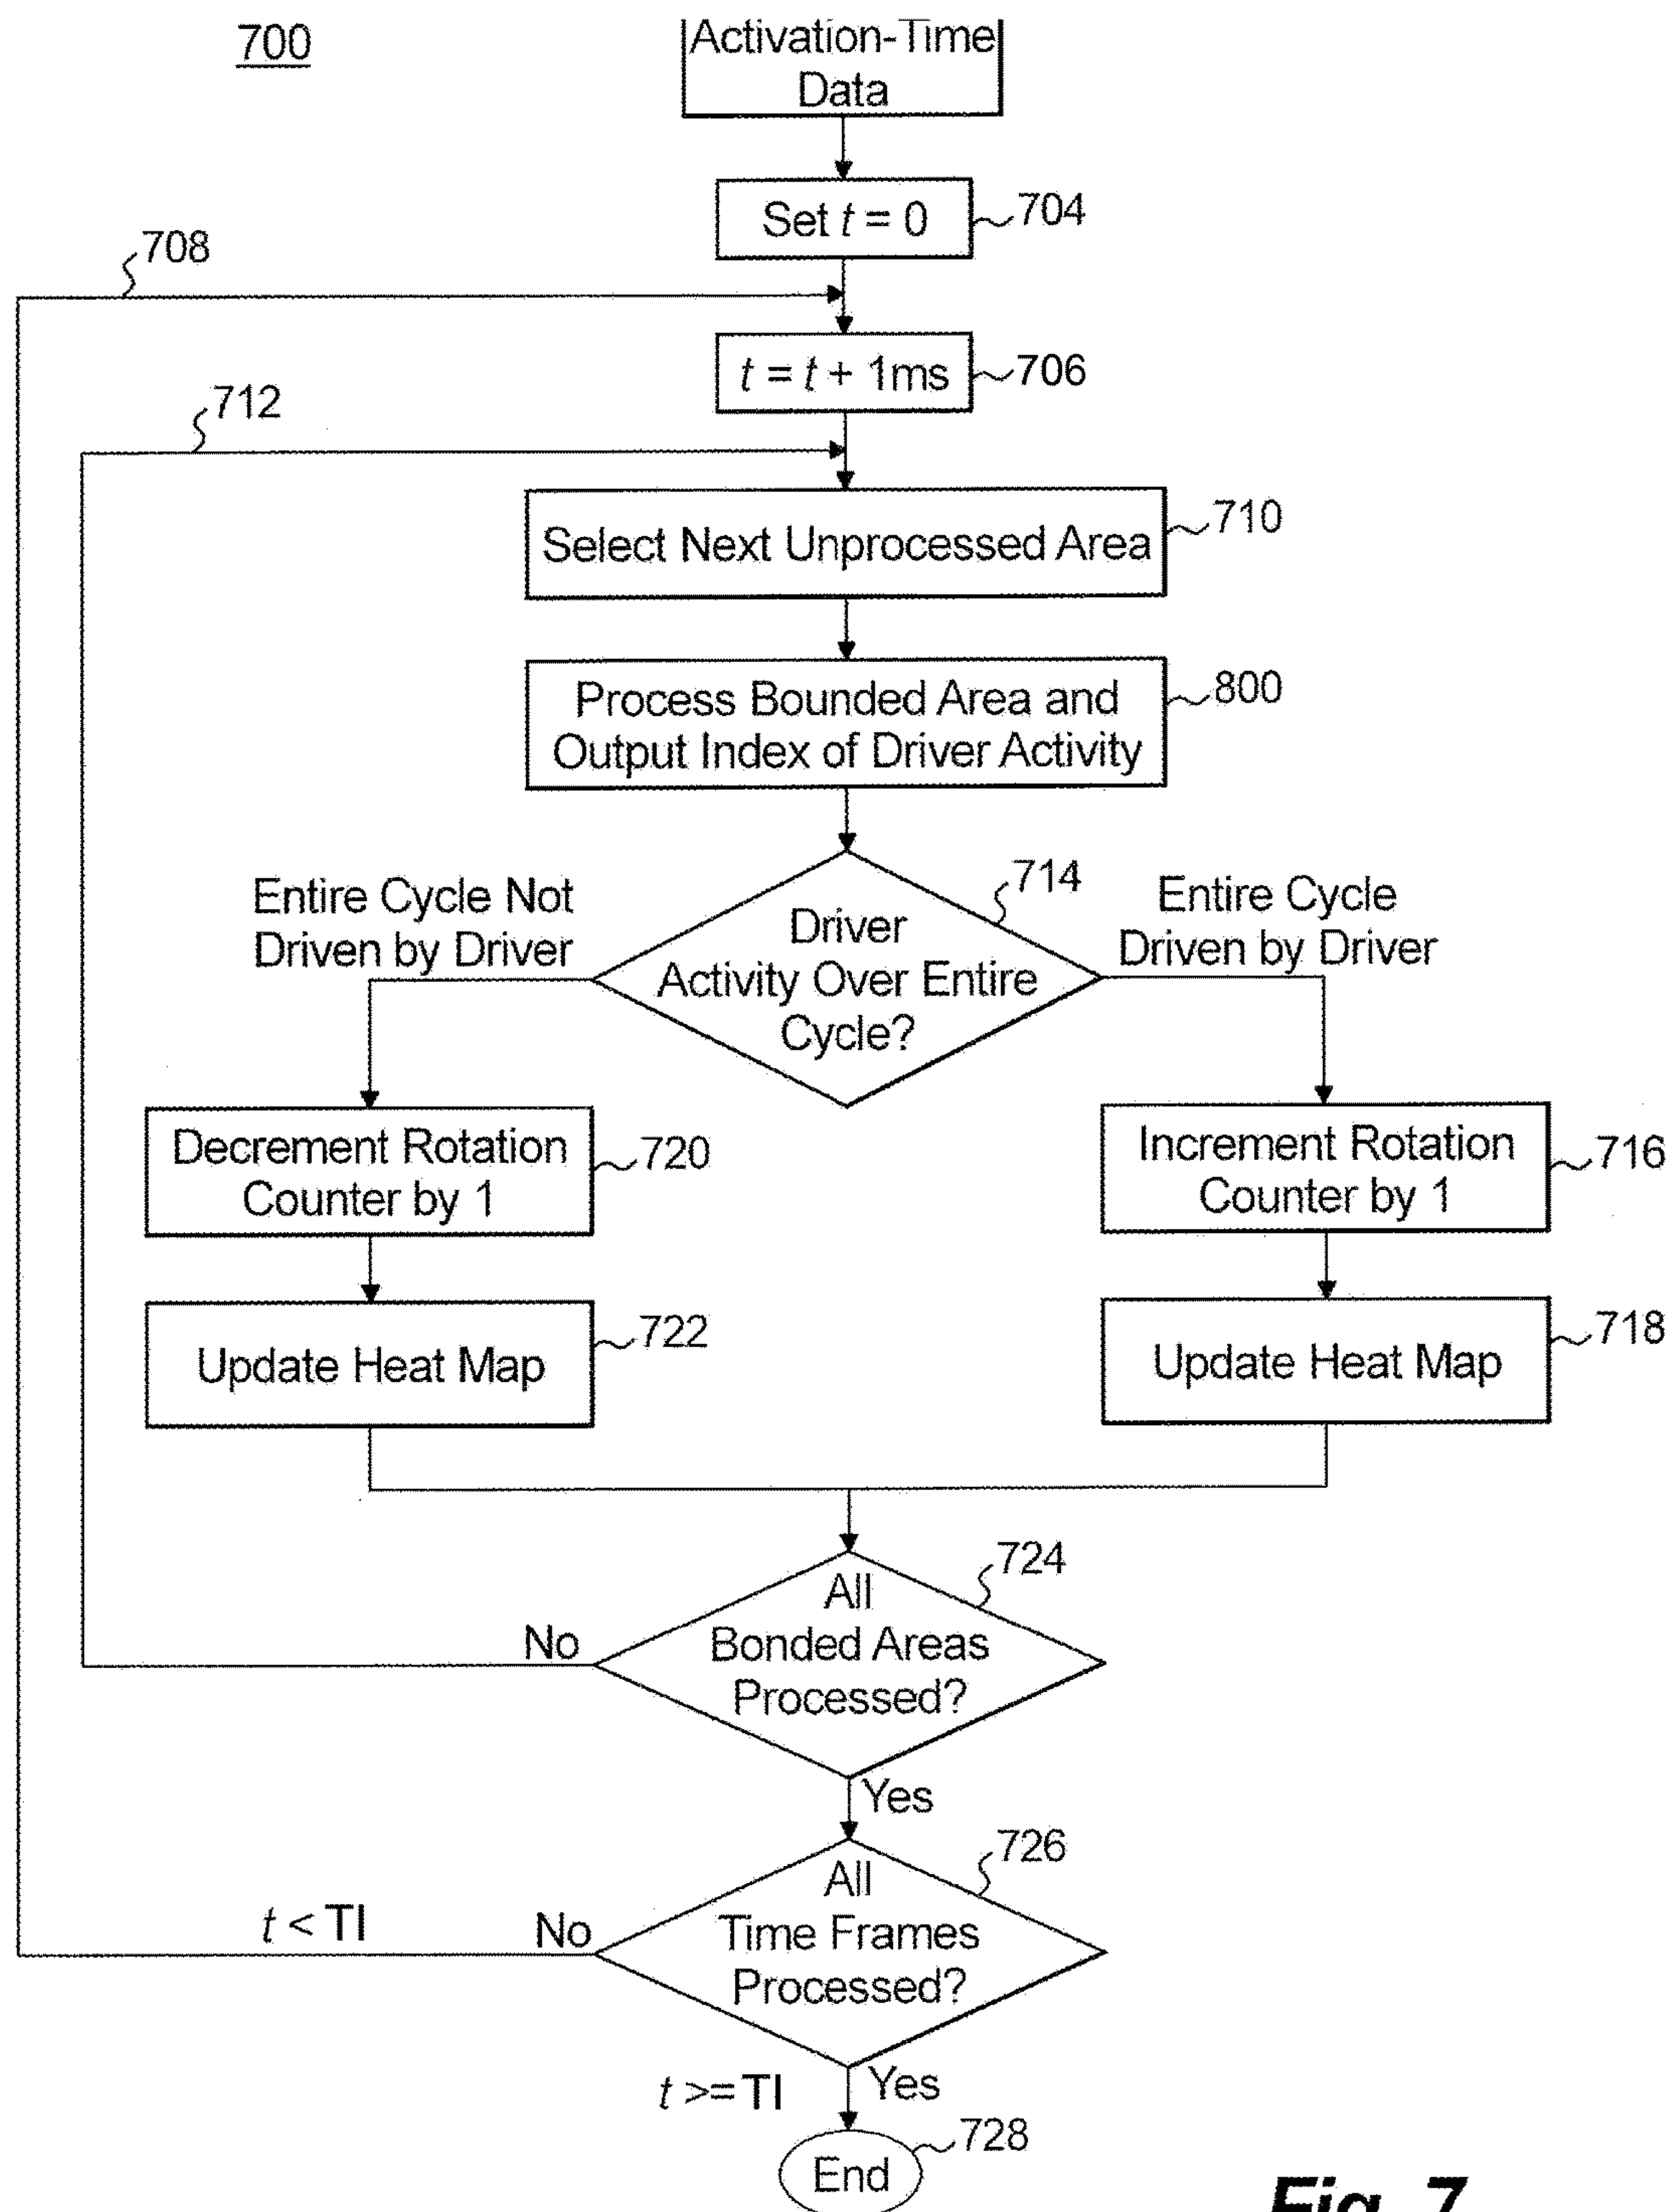 700
Activation-Time
Data
Set t = 0
704
708
t = t + 1ms
706
712
Select Next Unprocessed Area
710
Process Bounded Area and
Output Index of Driver Activity
800
714
Entire Cycle Not
Driven by Driver
Driver
Activity Over Entire
Cycle?
Entire Cycle
Driven by Driver
Decrement Rotation
Counter by 1
720
Increment Rotation
Counter by 1
716
Update Heat Map
722
Update Heat Map
718
724
All
Bonded Areas
Processed?
No
Yes
726
All
Time Frames
Processed?
t < TI
No
t >= TI
Yes
728
End
Fig. 7